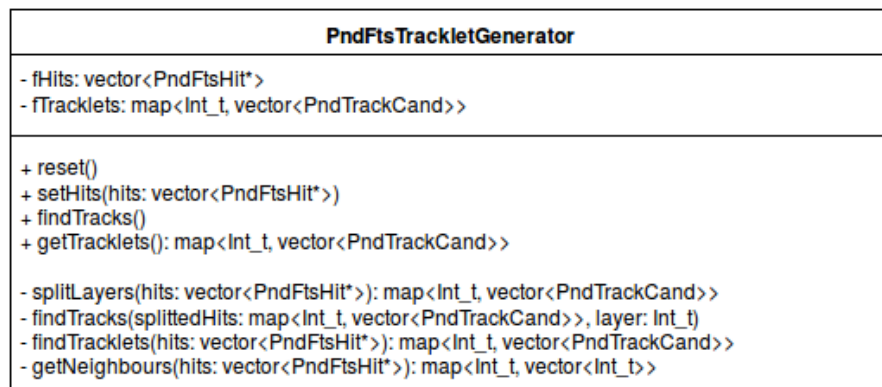 PndFtsTrackletGenerator
- fHits: vector<PndFtsHit*>
- fTracklets: map<Int_t, vector<PndTrackCand>>
+ reset()
+ setHits(hits: vector<PndFtsHit*>)
+ findTracks()
+ getTracklets(): map<Int_t, vector<PndTrackCand>>
- splitLayers(hits: vector<PndFtsHit*>): map<Int_t, vector<PndTrackCand>>
- findTracks(splittedHits: map<Int_t, vector<PndTrackCand>>, layer: Int_t)
- findTracklets(hits: vector<PndFtsHit*>): map<Int_t, vector<PndTrackCand>>
- getNeighbours(hits: vector<PndFtsHit*>): map<Int_t, vector<Int_t>>